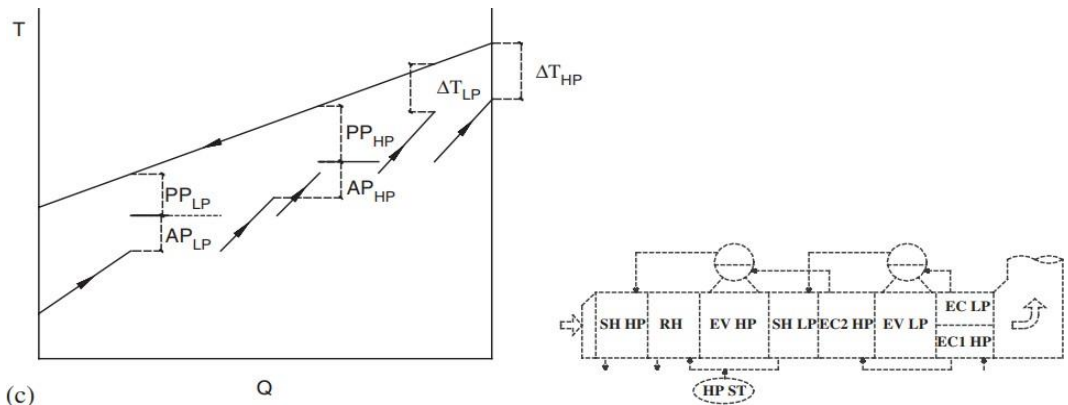 T
ΔT_LP
ΔT_HP
PP_HP
AP_HP
PP_LP
AP_LP
Q
(c)
SH HP
RH
EV HP
SH LP
EC2 HP
EV LP
EC LP
EC1 HP
HP ST